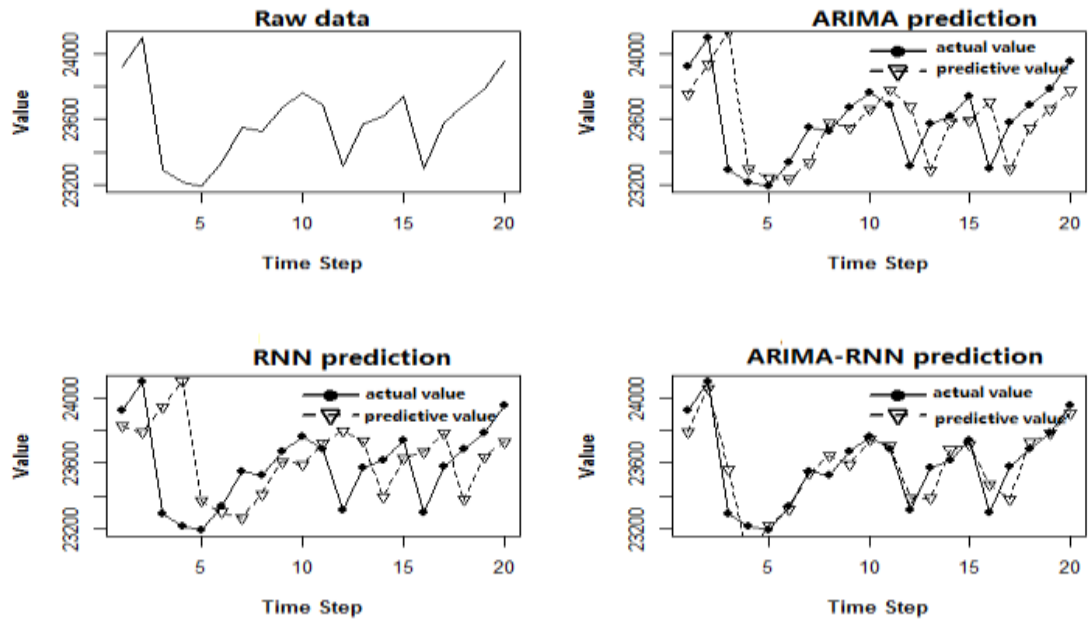 Raw data
Value
24000
23600
23200
5
10
15
20
Time Step
ARIMA prediction
actual value
predictive value
Value
24000
23600
23200
5
10
15
20
Time Step
RNN prediction
actual value
predictive value
Value
24000
23600
23200
5
10
15
20
Time Step
ARIMA-RNN prediction
actual value
predictive value
Value
24000
23600
23200
5
10
15
20
Time Step